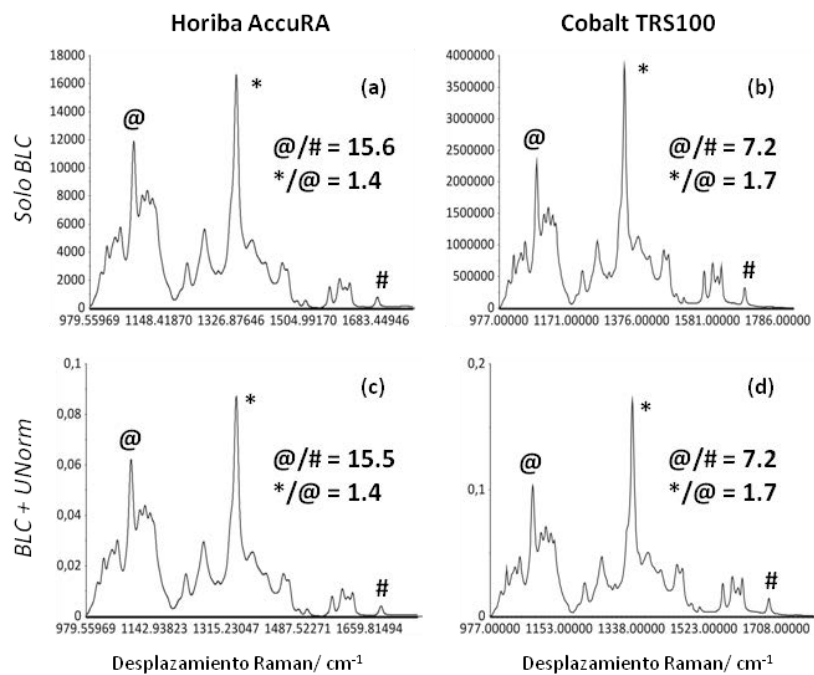 Horiba AccuRA
Cobalt TRS100
Solo BLC
18000
16000
14000
12000
10000
8000
6000
4000
2000
0
@
*
(a)
@/# = 15.6
*/@ = 1.4
#
979.55969 1148.41870 1326.87646 1504.99170 1683.44946
4000000
3500000
3000000
2500000
2000000
1500000
1000000
500000
0
@
*
(b)
@/# = 7.2
*/@ = 1.7
#
977.00000 1171.00000 1376.00000 1581.00000 1786.00000
BLC + UNorm
0,1
0,08
0,06
0,04
0,02
0
@
*
(c)
@/# = 15.5
*/@ = 1.4
#
979.55969 1142.93823 1315.23047 1487.52271 1659.81494
0,2
0,1
0
@
*
(d)
@/# = 7.2
*/@ = 1.7
#
977.00000 1153.00000 1338.00000 1523.00000 1708.00000
Desplazamiento Raman/ cm⁻¹
Desplazamiento Raman/ cm⁻¹